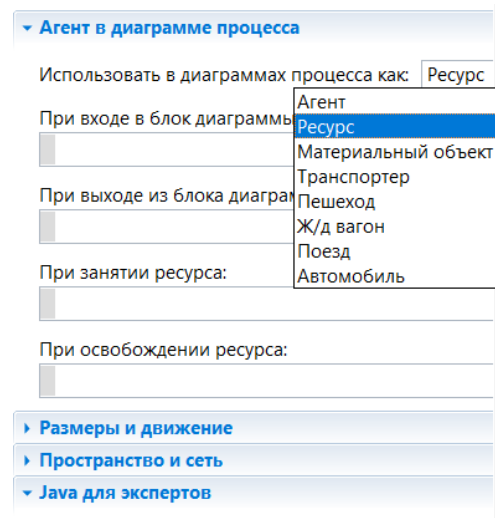 Агент в диаграмме процесса
Использовать в диаграммах процесса как: Ресурс
Агент
При входе в блок диаграммы
Ресурс
Материальный объект
Транспортер
При выходе из блока
Пешеход
Ж/д вагон
Поезд
При занятии ресурса:
Автомобиль
При освобождении ресурса:
Размеры и движение
Пространство и сеть
Java для экспертов